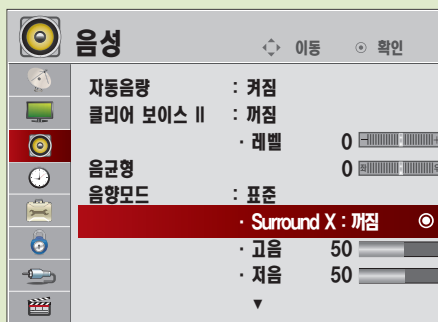 음성 이동 확인
자동음량 : 켜짐
클리어 보이스 II : 꺼짐
· 레벨 0
음균형 0
음향모드 : 표준
· Surround X : 꺼짐
· 고음 50
· 저음 50